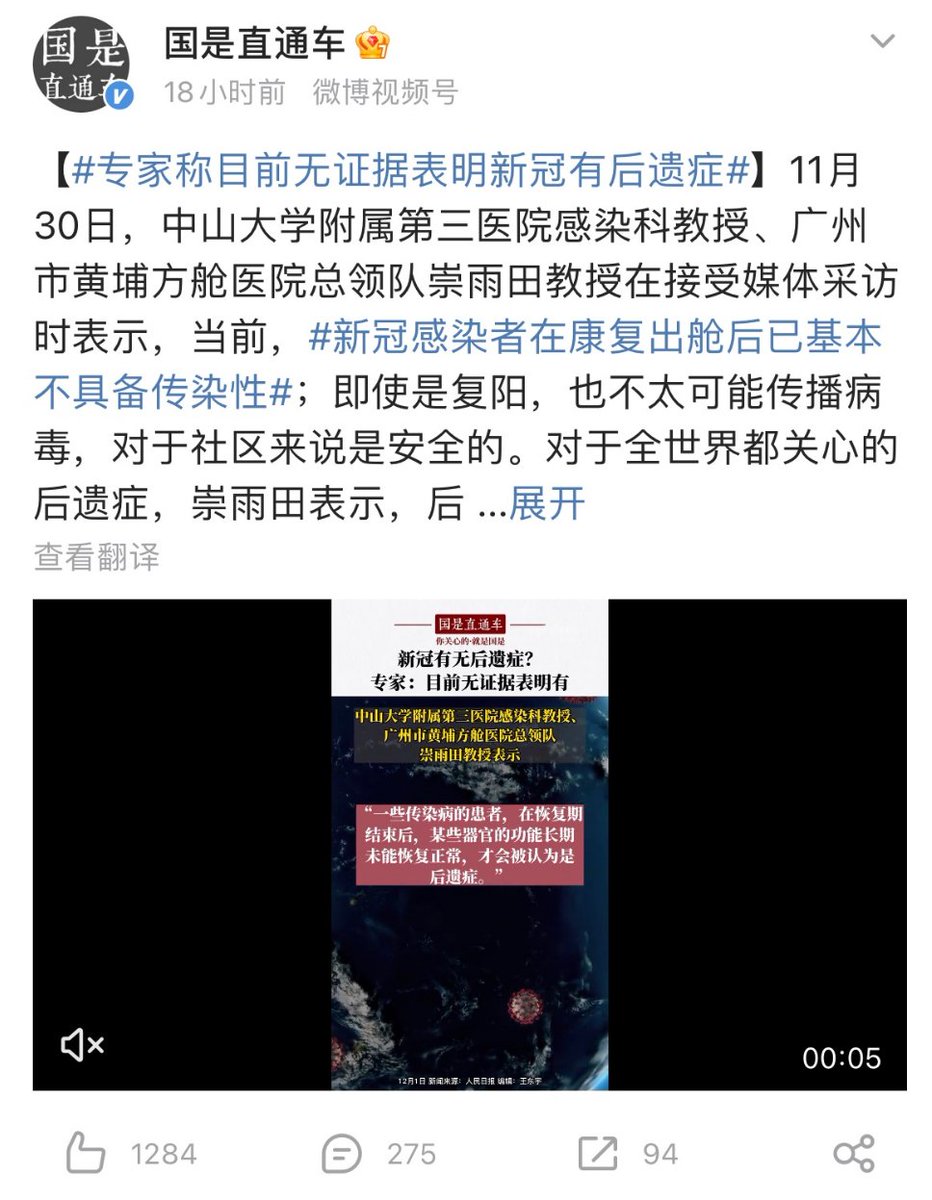 国是
直通车
国是直通车
18小时前 微博视频号
【#专家称目前无证据表明新冠有后遗症#】11月
30日，中山大学附属第三医院感染科教授、广州
市黄埔方舱医院总领队崇雨田教授在接受媒体采访
时表示，当前，#新冠感染者在康复出舱后已基本
不具备传染性#；即使是复阳，也不太可能传播病
毒，对于社区来说是安全的。对于全世界都关心的
后遗症，崇雨田表示，后 ...展开
查看翻译
国是直通车
你关心的·就是国是
新冠有无后遗症？
专家：目前无证据表明有
中山大学附属第三医院感染科教授、
广州市黄埔方舱医院总领队
崇雨田教授表示
“一些传染病的患者，在恢复期
结束后，某些器官的功能长期
未能恢复正常，才会被认为是
后遗症。”
12月1日 新闻来源：人民日报 编辑：王东宇
00:05
1284
275
94